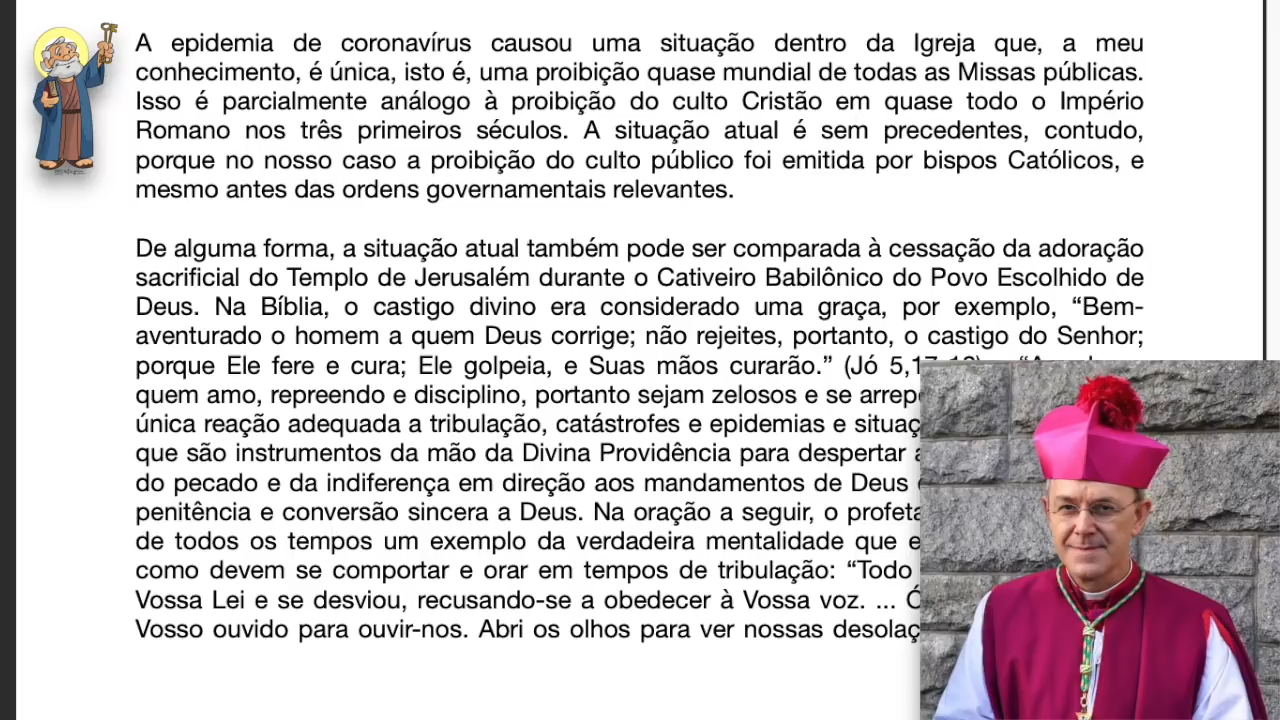 A epidemia de coronavírus causou uma situação dentro da Igreja que, a meu
conhecimento, é única, isto é, uma proibição quase mundial de todas as Missas públicas.
Isso é parcialmente análogo à proibição do culto Cristão em quase todo o Império
Romano nos três primeiros séculos. A situação atual é sem precedentes, contudo,
porque no nosso caso a proibição do culto público foi emitida por bispos Católicos, e
mesmo antes das ordens governamentais relevantes.
De alguma forma, a situação atual também pode ser comparada à cessação da adoração
sacrificial do Templo de Jerusalém durante o Cativeiro Babilônico do Povo Escolhido de
Deus. Na Bíblia, o castigo divino era considerado uma graça, por exemplo, “Bem-
aventurado o homem a quem Deus corrige; não rejeites, portanto, o castigo do Senhor;
porque Ele fere e cura; Ele golpeia, e Suas mãos curarão.” (Jó
quem amo, repreendo e disciplino, portanto sejam zelosos e se
única reação adequada a tribulação, catástrofes e epidemias e
que são instrumentos da mão da Divina Providência para despertar
do pecado e da indiferença em direção aos mandamentos de Deus
penitência e conversão sincera a Deus. Na oração a seguir, o profeta
de todos os tempos um exemplo da verdadeira mentalidade que
como devem se comportar e orar em tempos de tribulação: “Todo
Vossa Lei e se desviou, recusando-se a obedecer à Vossa voz. ...
Vosso ouvido para ouvir-nos. Abri os olhos para ver nossas